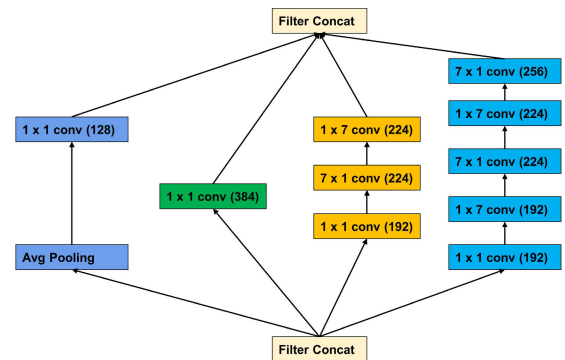 Filter Concat
7 x 1 conv (256)
1 x 7 conv (224)
1 x 1 conv (128)
1 x 7 conv (224)
7 x 1 conv (224)
7 x 1 conv (224)
1 x 1 conv (384)
1 x 7 conv (192)
1 x 1 conv (192)
Avg Pooling
1 x 1 conv (192)
Filter Concat